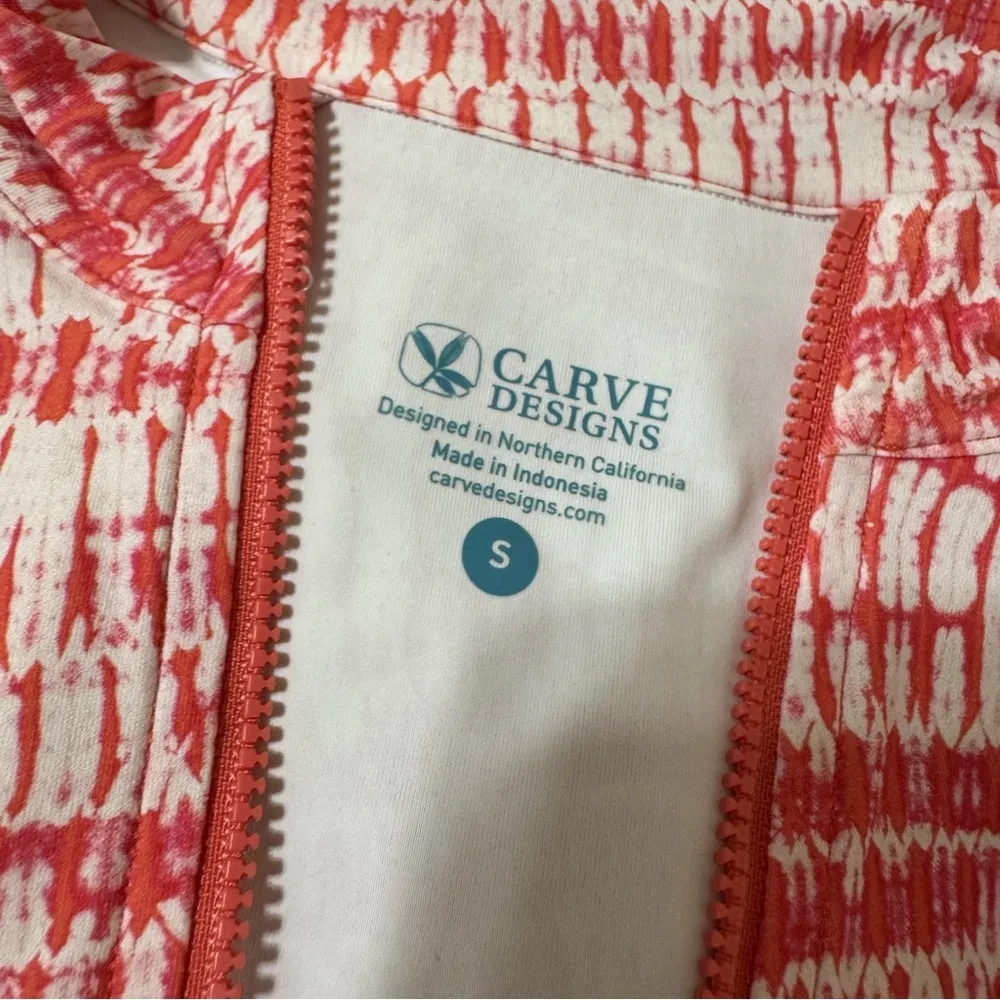 CARVE
DESIGNS
Designed in Northern California
Made in Indonesia
carvedesigns.com
S